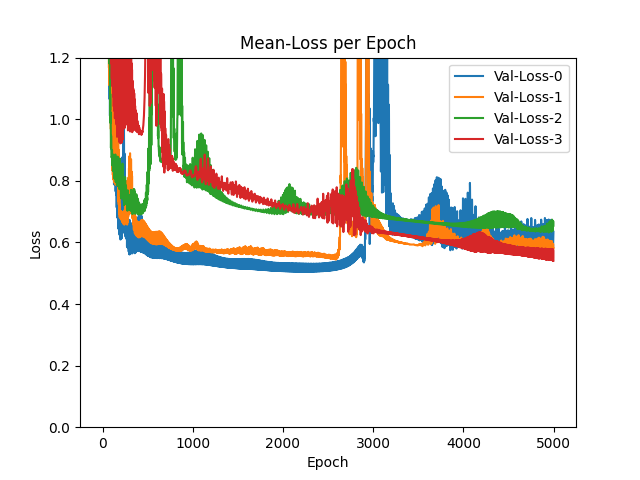 Mean-Loss per Epoch
Loss
1.2
1.0
0.8
0.6
0.4
0.2
0.0
Val-Loss-0
Val-Loss-1
Val-Loss-2
Val-Loss-3
0 1000 2000 3000 4000 5000
Epoch